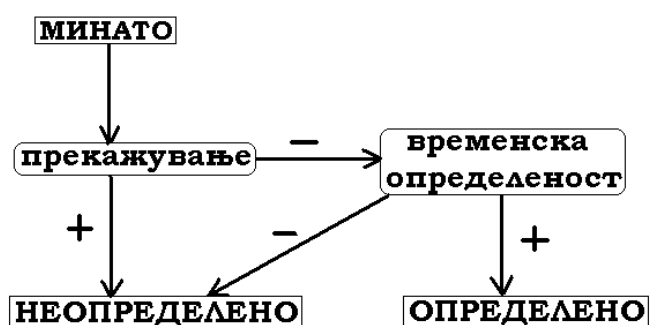 МИНАТО
прекажување
−
временска
определеност
+
−
+
НЕОПРЕДЕЛЕНО
ОПРЕДЕЛЕНО